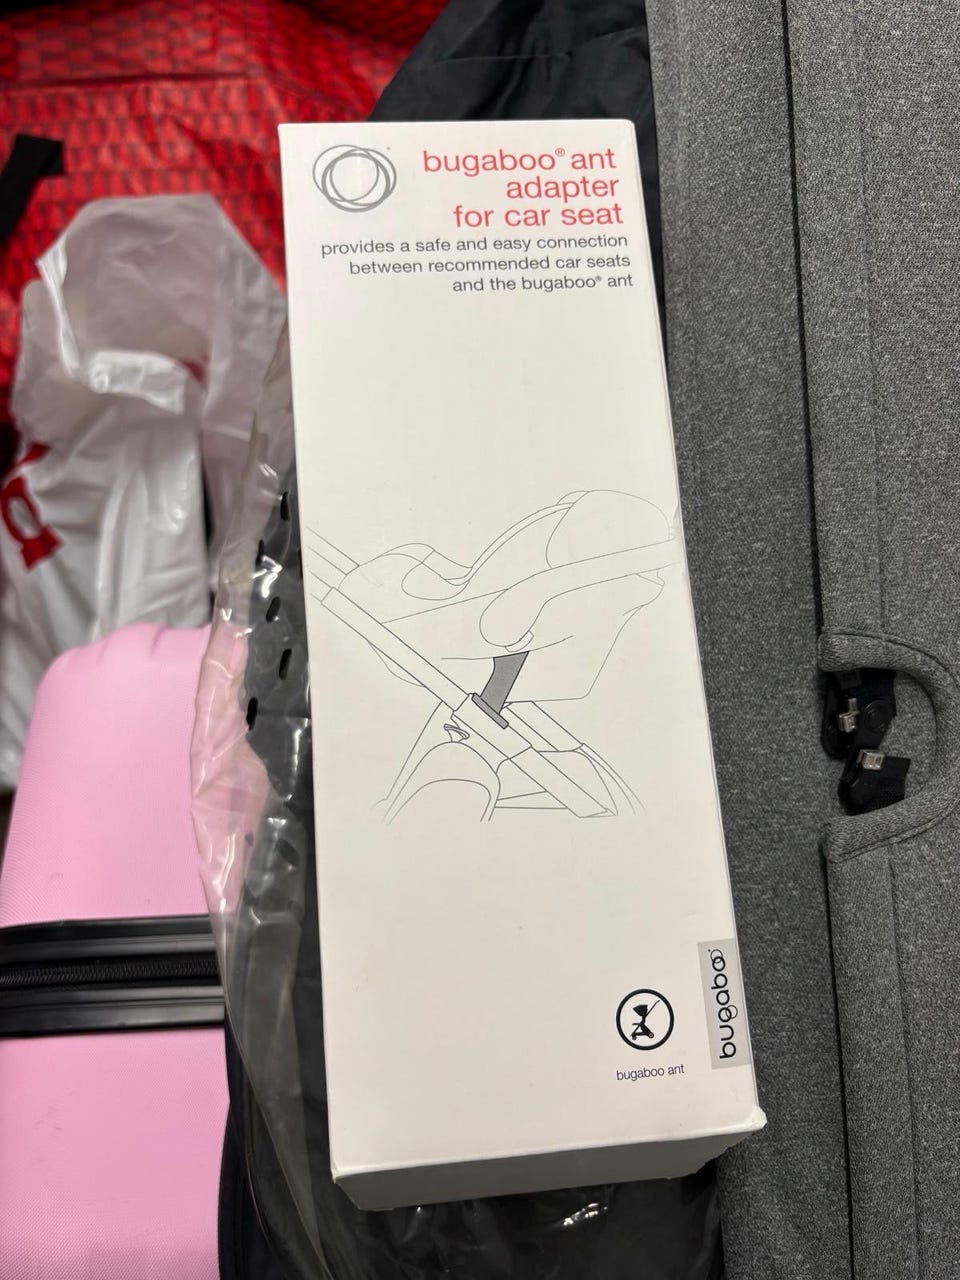 bugaboo® ant
adapter
for car seat
provides a safe and easy connection
between recommended car seats
and the bugaboo® ant
bugaboo
bugaboo ant